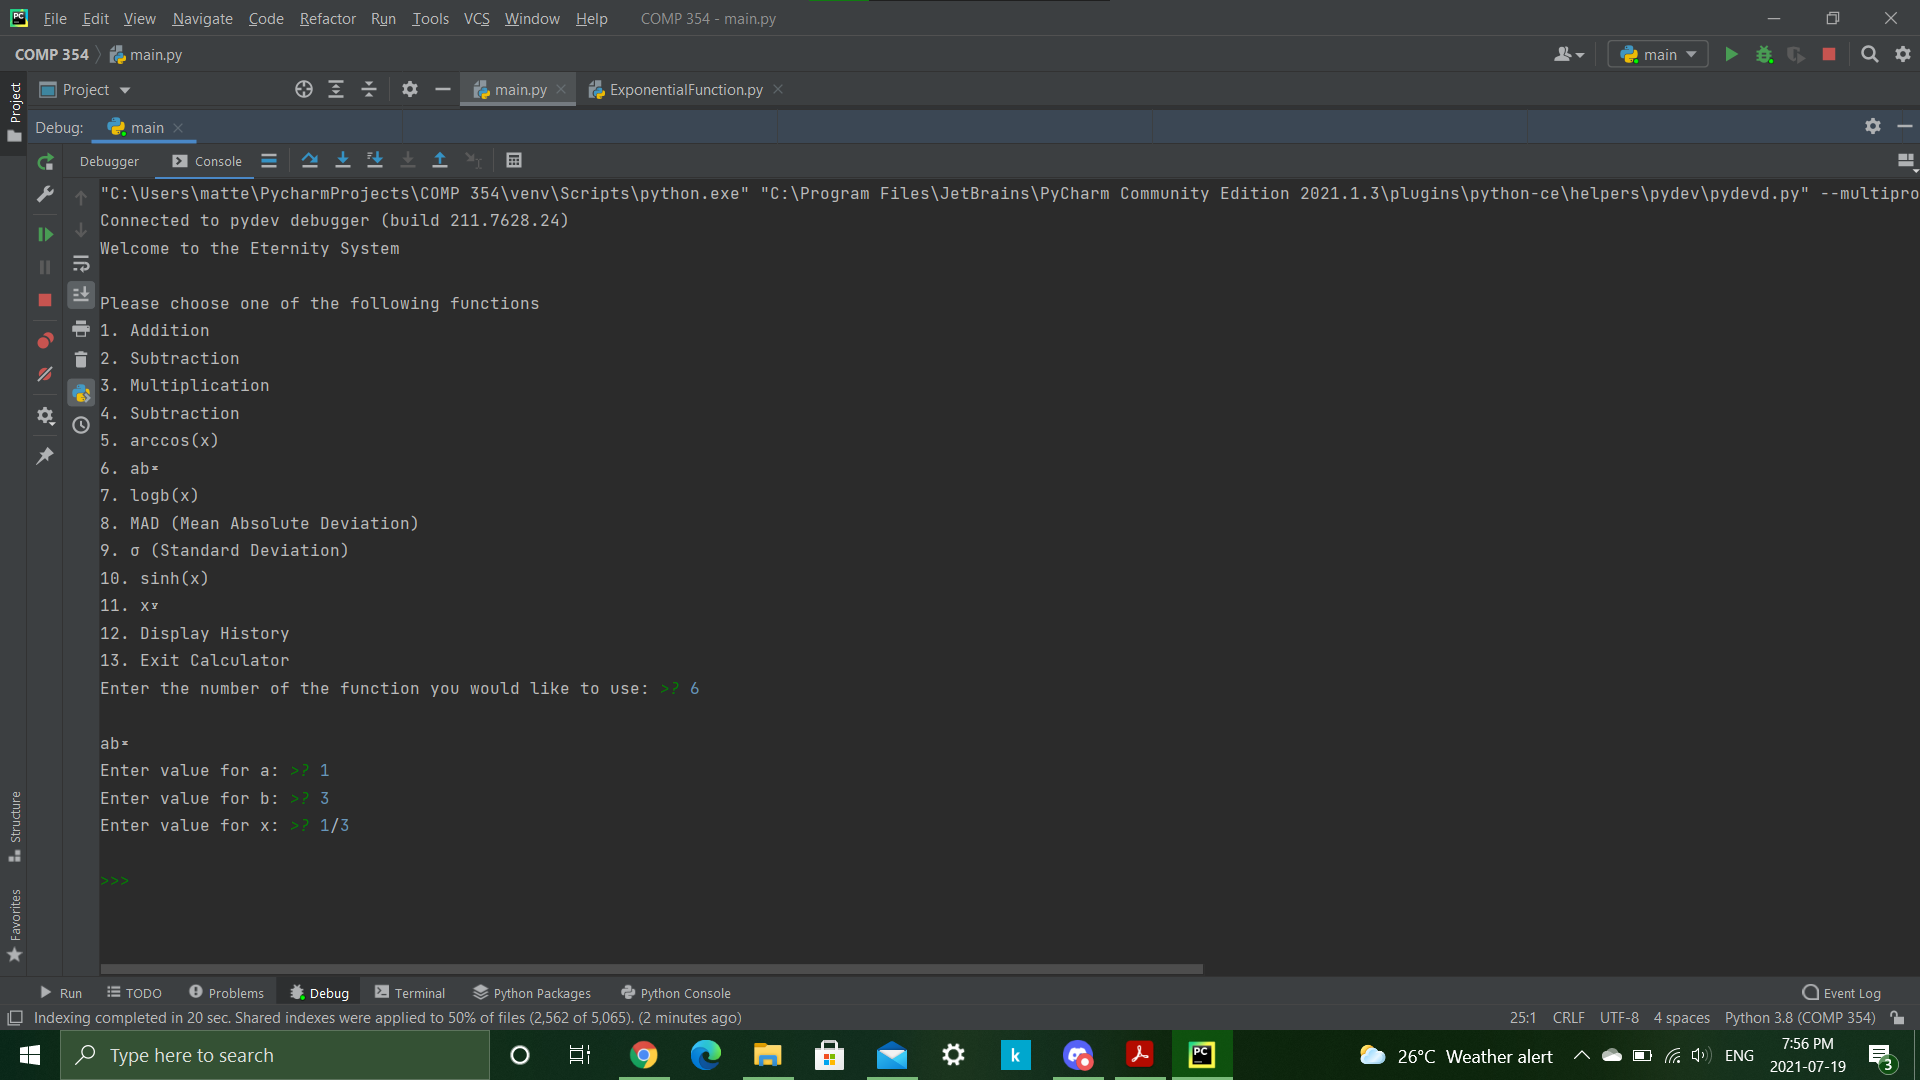 File Edit View Navigate Code Refactor Run Tools VCS Window Help COMP 354 - main.py
COMP 354 main.py main
Project main.py ExponentialFunction.py
Debug: main
Debugger Console
"C:\Users\matte\PycharmProjects\COMP 354\venv\Scripts\python.exe" "C:\Program Files\JetBrains\PyCharm Community Edition 2021.1.3\plugins\python-ce\helpers\pydev\pydevd.py" --multipro
Connected to pydev debugger (build 211.7628.24)
Welcome to the Eternity System
Please choose one of the following functions
1. Addition
2. Subtraction
3. Multiplication
4. Subtraction
5. arccos(x)
6. abˣ
7. logb(x)
8. MAD (Mean Absolute Deviation)
9. σ (Standard Deviation)
10. sinh(x)
11. xʸ
12. Display History
13. Exit Calculator
Enter the number of the function you would like to use: >? 6
abˣ
Enter value for a: >? 1
Enter value for b: >? 3
Enter value for x: >? 1/3
>>>
Project
Structure
Favorites
Run TODO Problems Debug Terminal Python Packages Python Console Event Log
Indexing completed in 20 sec. Shared indexes were applied to 50% of files (2,562 of 5,065). (2 minutes ago) 25:1 CRLF UTF-8 4 spaces Python 3.8 (COMP 354)
Type here to search k PC 26°C Weather alert ENG 7:56 PM
2021-07-19 3